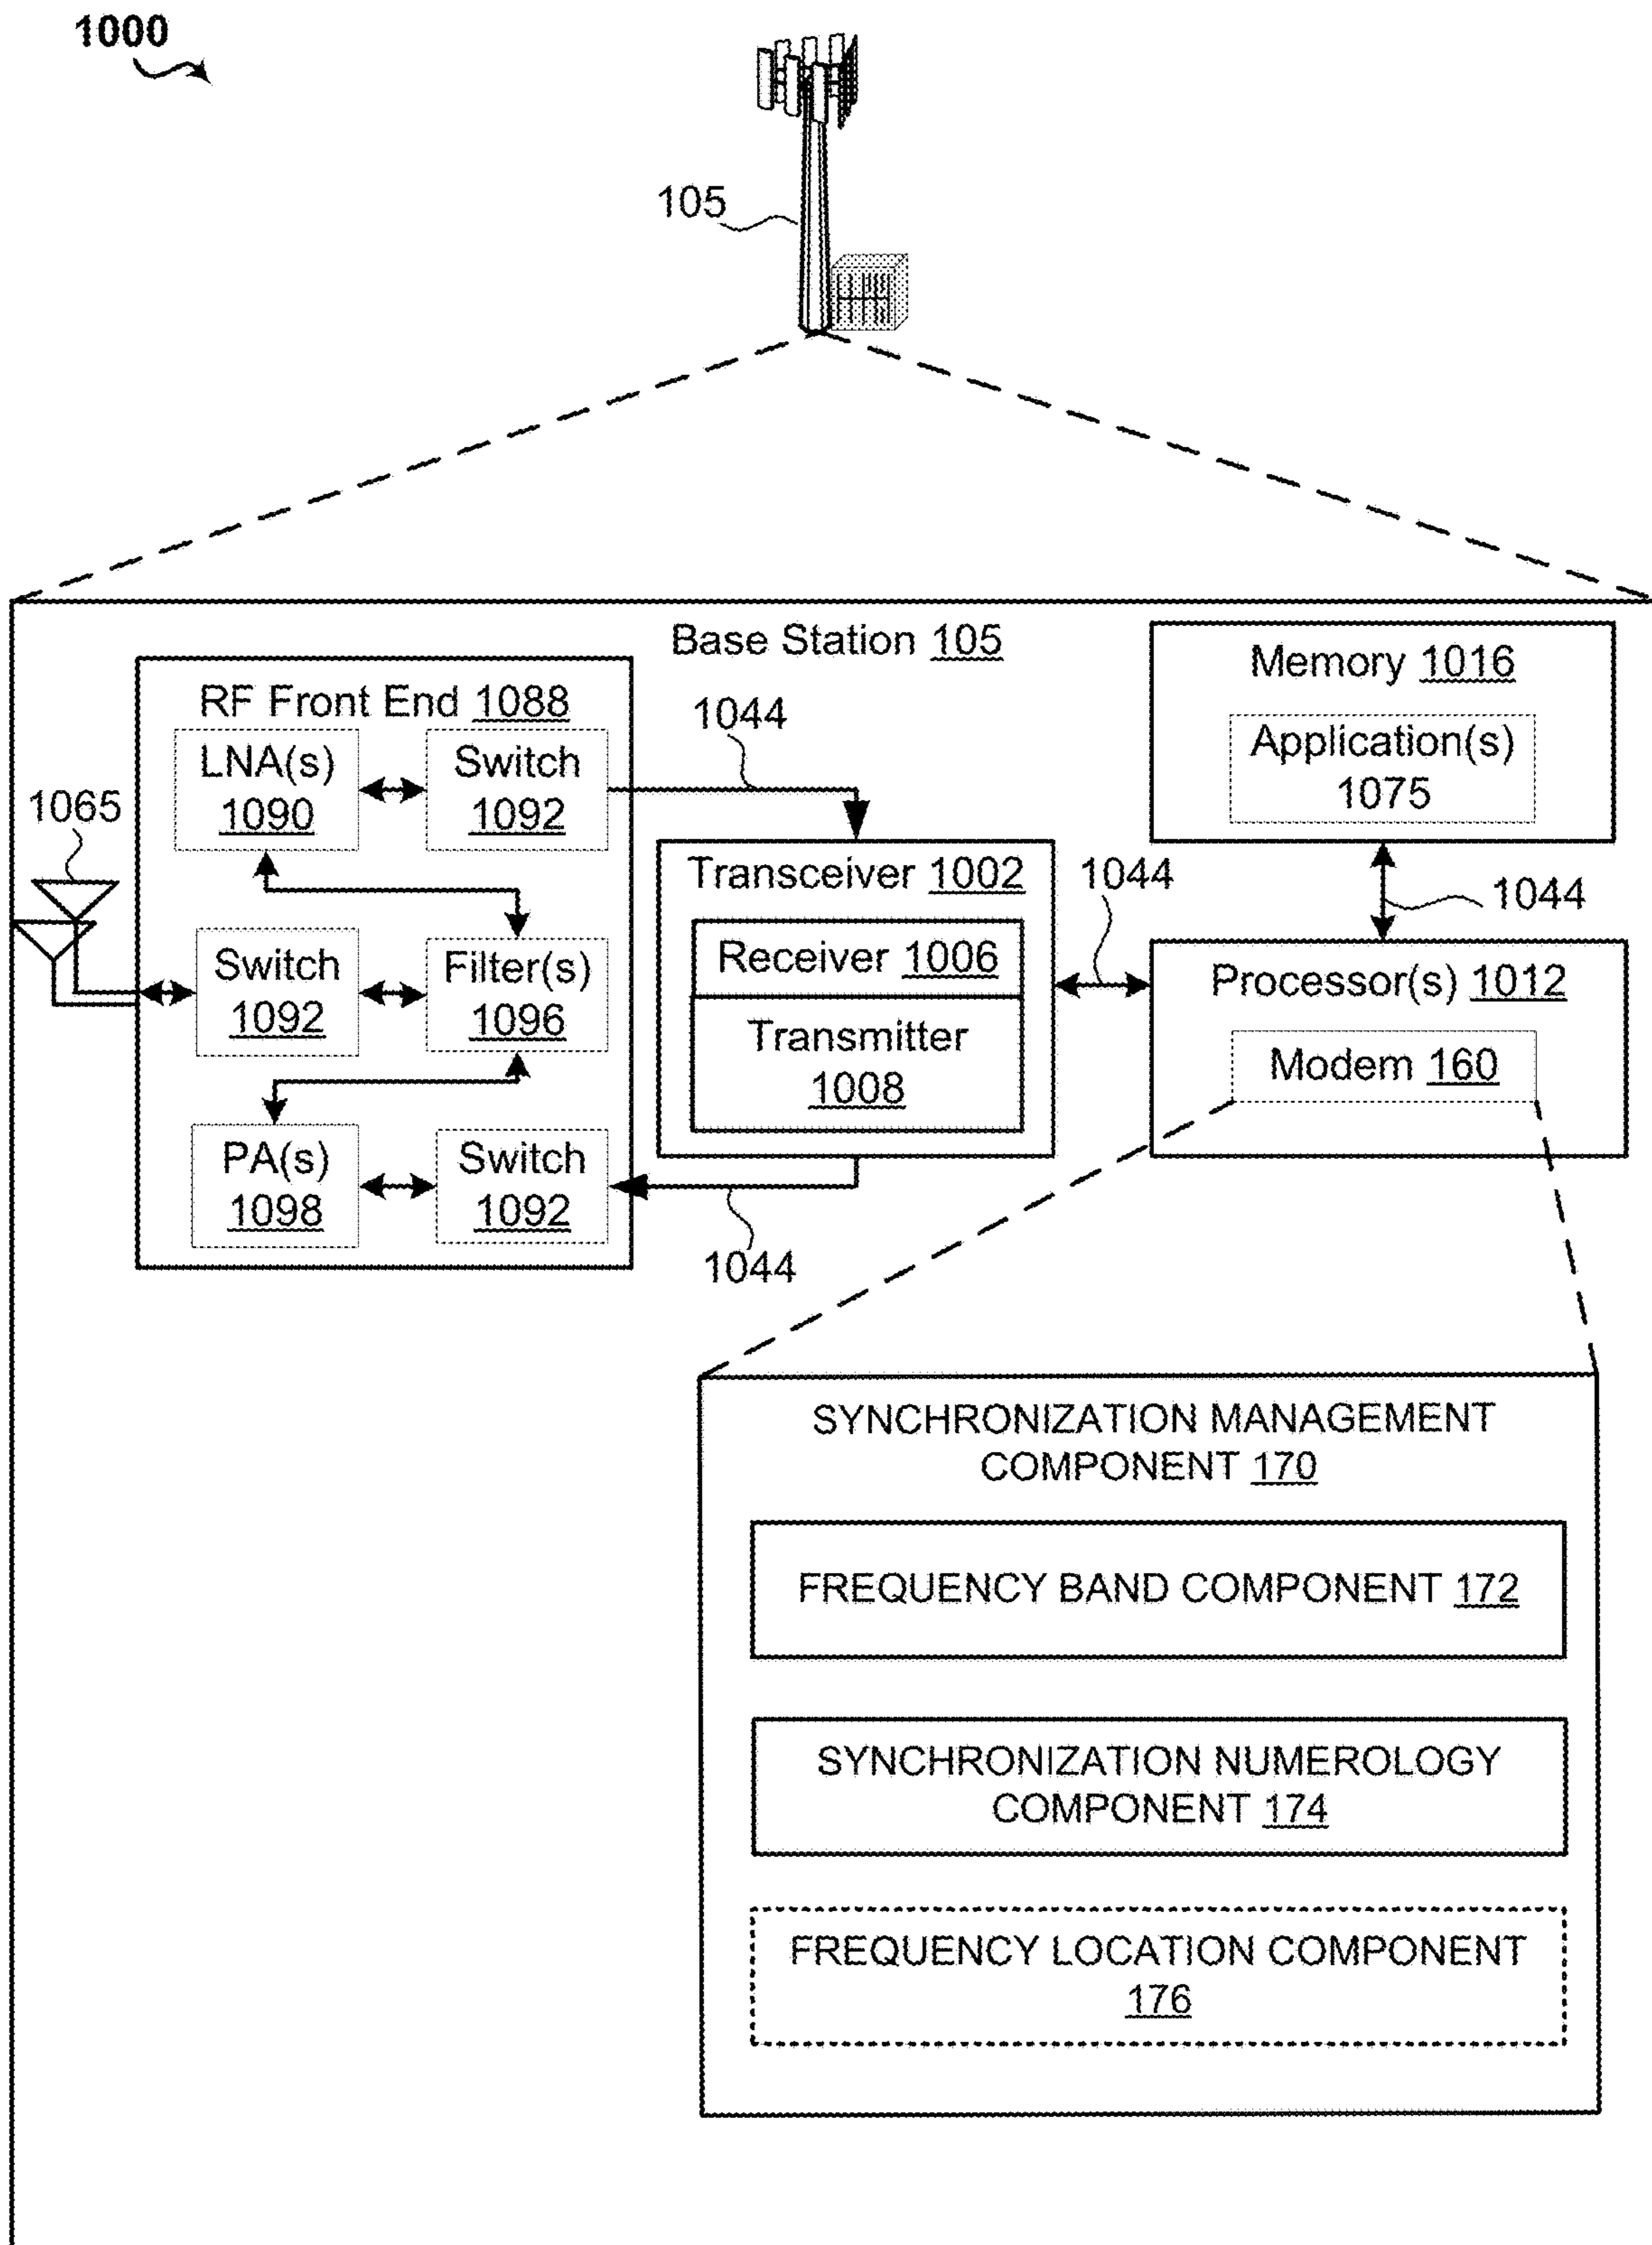 1000
105
Base Station 105
RF Front End 1088
LNA(s)
1090
Switch
1092
1044
1065
Switch
1092
Filter(s)
1096
PA(s)
1098
Switch
1092
1044
Transceiver 1002
Receiver 1006
Transmitter
1008
1044
Memory 1016
Application(s)
1075
1044
Processor(s) 1012
Modem 160
SYNCHRONIZATION MANAGEMENT
COMPONENT 170
FREQUENCY BAND COMPONENT 172
SYNCHRONIZATION NUMEROLOGY
COMPONENT 174
FREQUENCY LOCATION COMPONENT
176